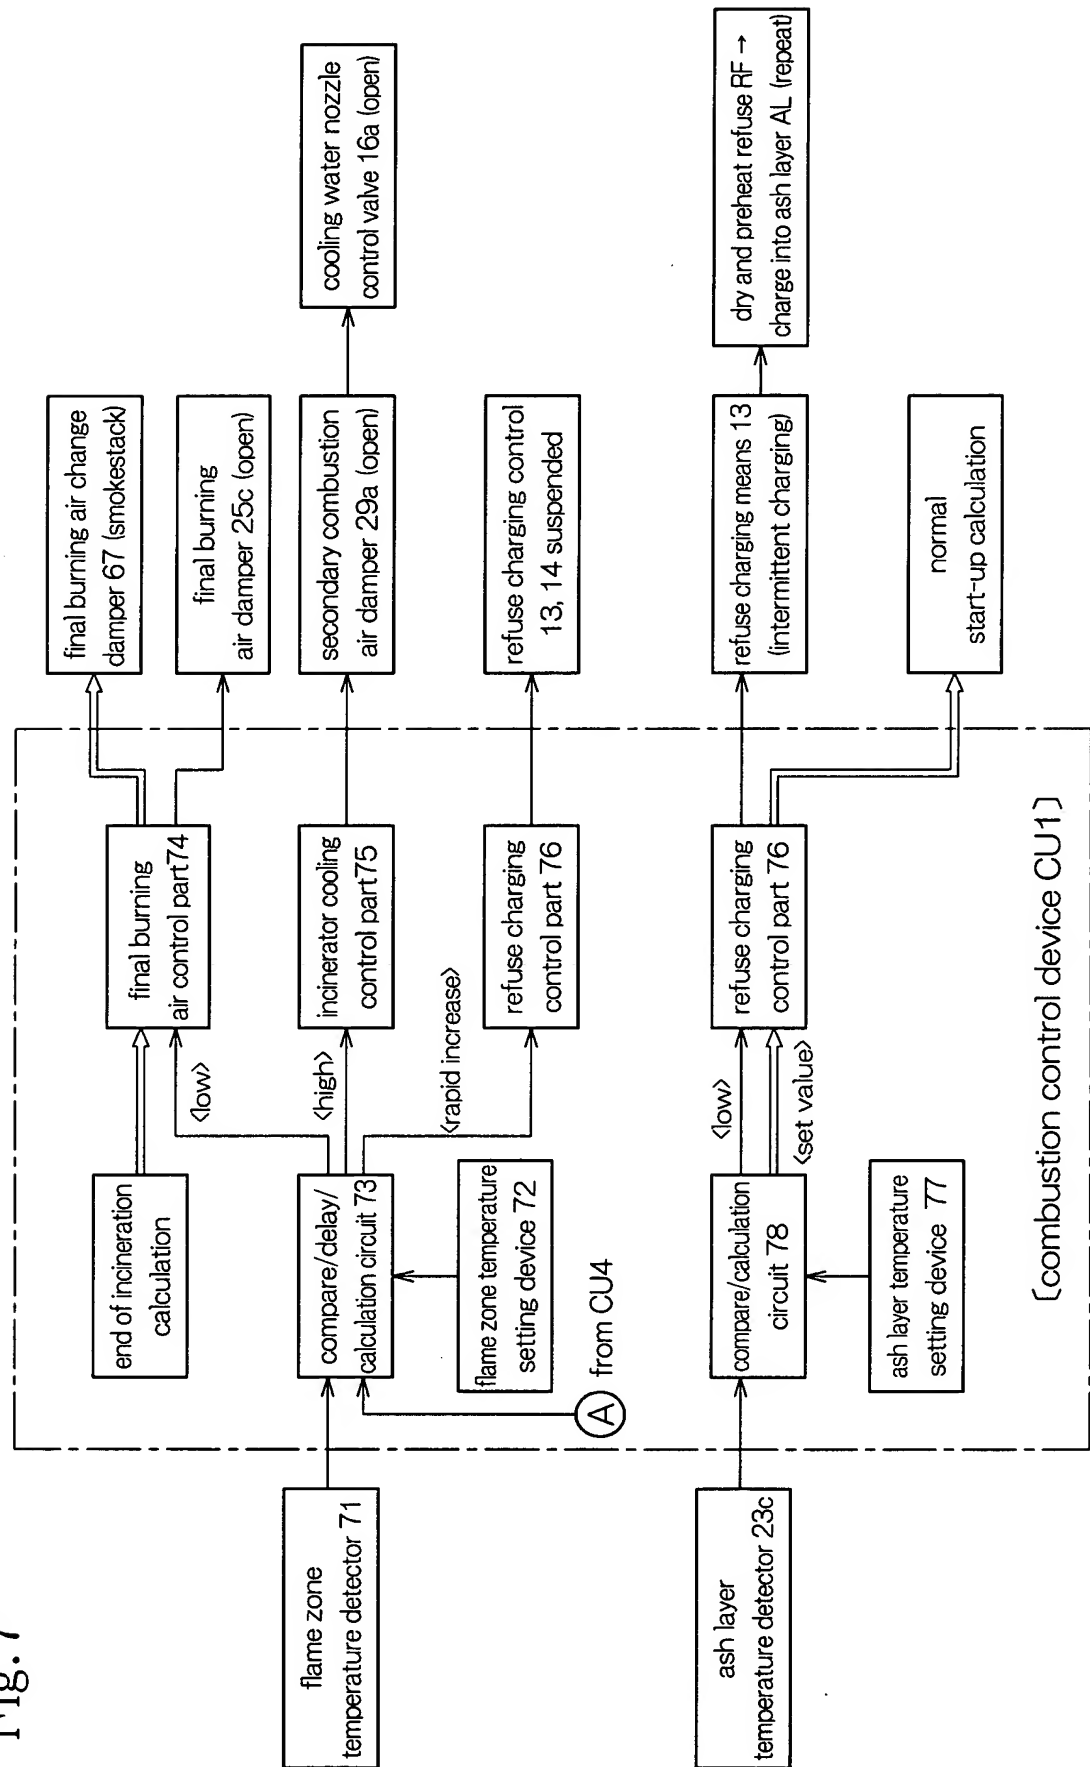 Fig. 7
flame zone
temperature detector 71
ash layer
temperature detector 23c
end of incineration
calculation
compare/delay/
calculation circuit 73
flame zone temperature
setting device 72
A
from CU4
compare/calculation
circuit 78
ash layer temperature
setting device 77
<low>
<high>
<rapid increase>
<low>
<set value>
final burning
air control part74
incinerator cooling
control part75
refuse charging
control part 76
refuse charging
control part 76
[combustion control device CU1]
final burning air change
damper 67 (smokestack)
final burning
air damper 25c (open)
secondary combustion
air damper 29a (open)
refuse charging control
13, 14 suspended
refuse charging means 13
(intermittent charging)
normal
start-up calculation
cooling water nozzle
control valve 16a (open)
dry and preheat refuse RF →
charge into ash layer AL (repeat)